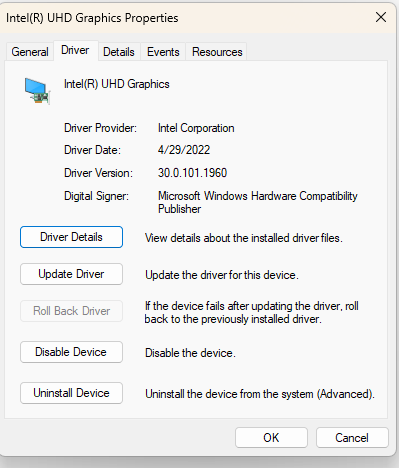 Intel(R) UHD Graphics Properties
General Driver Details Events Resources
Intel(R) UHD Graphics
Driver Provider: Intel Corporation
Driver Date: 4/29/2022
Driver Version: 30.0.101.1960
Digital Signer: Microsoft Windows Hardware Compatibility
Publisher
Driver Details View details about the installed driver files.
Update Driver Update the driver for this device.
Roll Back Driver If the device fails after updating the driver, roll
back to the previously installed driver.
Disable Device Disable the device.
Uninstall Device Uninstall the device from the system (Advanced).
OK Cancel